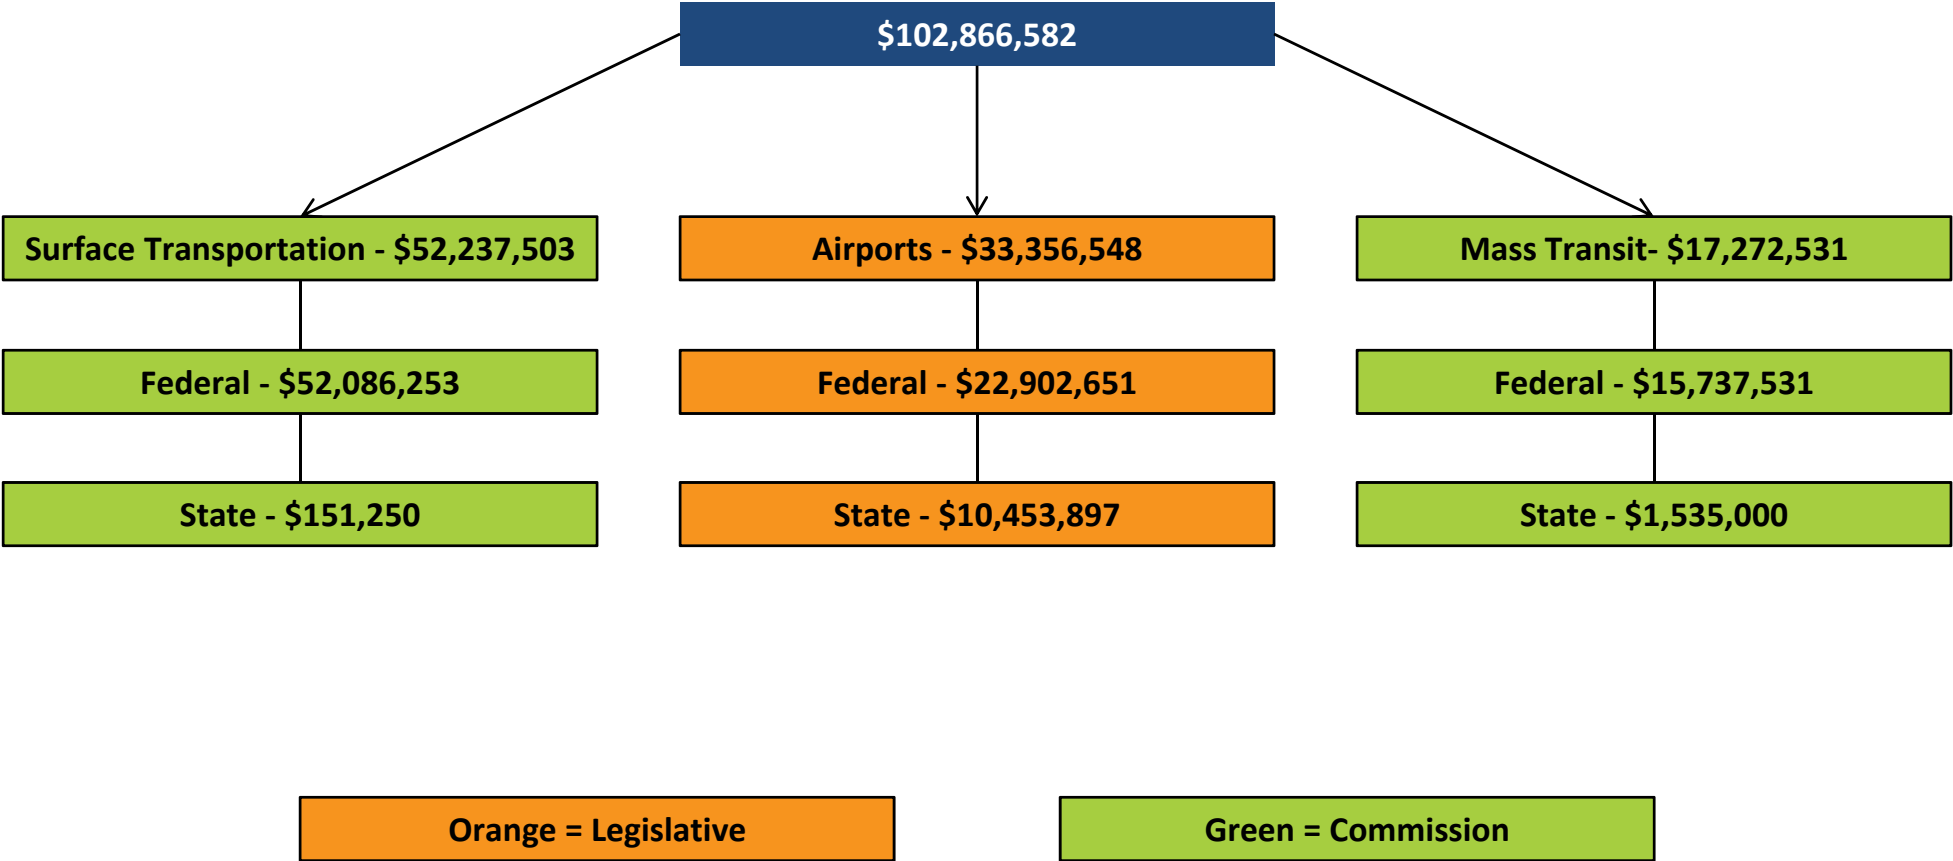 $102,866,582
Surface Transportation - $52,237,503
Airports - $33,356,548
Mass Transit- $17,272,531
Federal - $52,086,253
Federal - $22,902,651
Federal - $15,737,531
State - $151,250
State - $10,453,897
State - $1,535,000
Orange = Legislative
Green = Commission